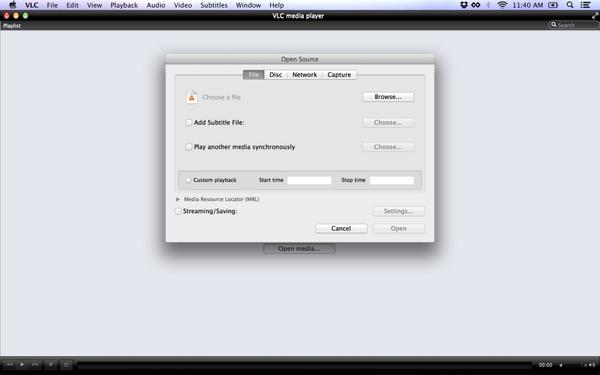 VLC File Edit View Playback Audio Video Subtitles Window Help 11:40 AM
VLC media player
Playlist Search
Open Source
File Disc Network Capture
Choose a file Browse...
Add Subtitle File: Choose...
Play another media synchronously Choose...
Custom playback Start time Stop time
Media Resource Locator (MRL)
Streaming/Saving: Settings...
Cancel Open
Open media...
00:00